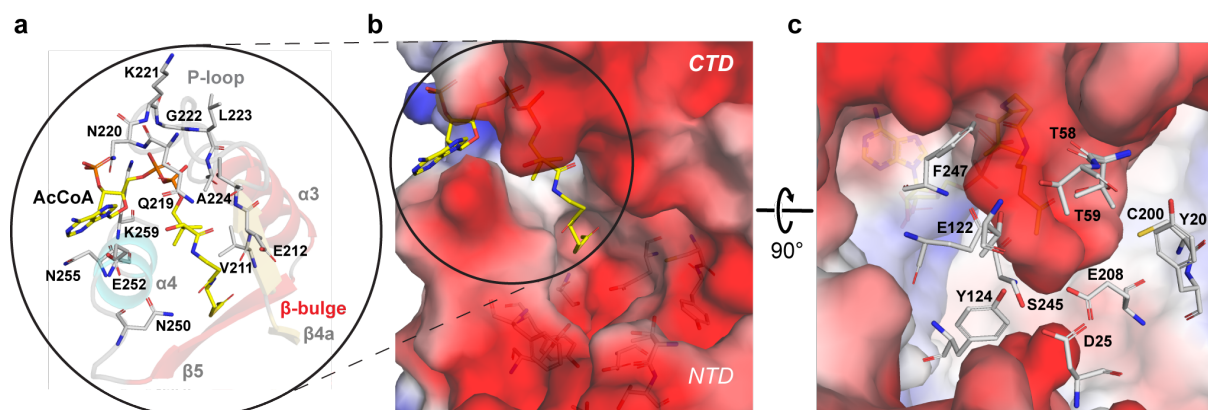 a
b
c
K221
P-loop
G222
L223
N220
AcCoA
Q219
A224
α3
K259
E212
N255
E252
α4
V211
N250
β-bulge
β4a
β5
CTD
NTD
90°
T58
F247
T59
C200
Y20
E122
E208
S245
Y124
D25